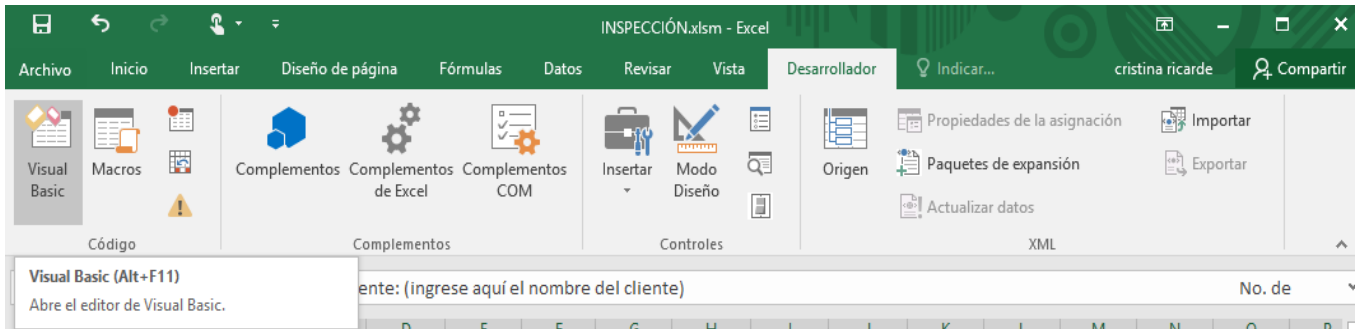 INSPECCIÓN.xlsm - Excel
Archivo Inicio Insertar Diseño de página Fórmulas Datos Revisar Vista Desarrollador Indicar... cristina ricarde Compartir
Visual Basic
Macros
Complementos
Complementos de Excel
Complementos COM
Insertar
Modo Diseño
Origen
Propiedades de la asignación
Paquetes de expansión
Actualizar datos
Importar
Exportar
Código Complementos Controles XML
Visual Basic (Alt+F11)
Abre el editor de Visual Basic.
ente: (ingrese aquí el nombre del cliente) No. de